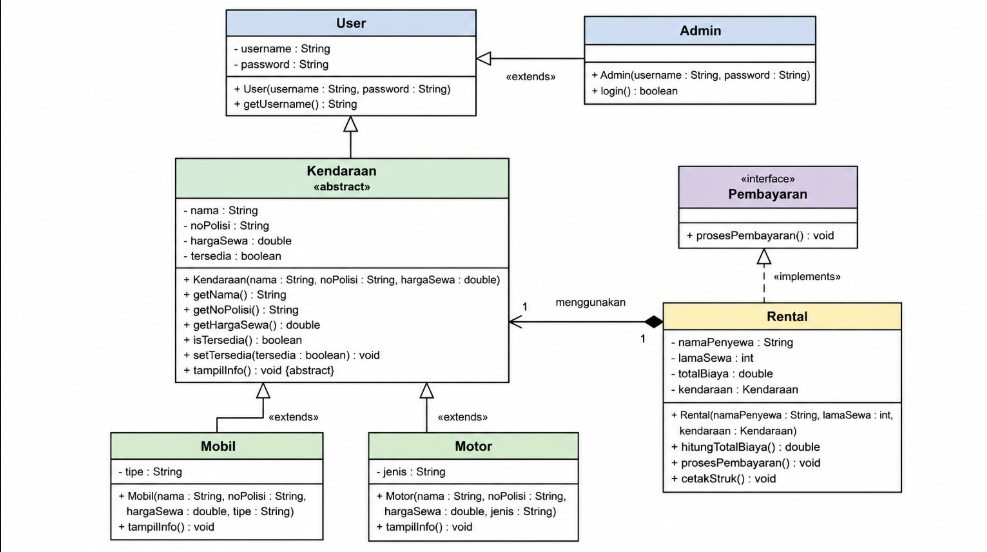 User
- username : String
- password : String
+ User(username : String, password : String)
+ getUsername() : String
Admin
+ Admin(username : String, password : String)
+ login() : boolean
«extends»
Kendaraan
«abstract»
- nama : String
- noPolisi : String
- hargaSewa : double
- tersedia : boolean
+ Kendaraan(nama : String, noPolisi : String, hargaSewa : double)
+ getNama() : String
+ getNoPolisi() : String
+ getHargaSewa() : double
+ isTersedia() : boolean
+ setTersedia(tersedia : boolean) : void
+ tampilInfo() : void {abstract}
«interface»
Pembayaran
+ prosesPembayaran() : void
«implements»
1
menggunakan
1
Rental
- namaPenyewa : String
- lamaSewa : int
- totalBiaya : double
- kendaraan : Kendaraan
+ Rental(namaPenyewa : String, lamaSewa : int,
kendaraan : Kendaraan)
+ hitungTotalBiaya() : double
+ prosesPembayaran() : void
+ cetakStruk() : void
«extends»
«extends»
Mobil
- tipe : String
+ Mobil(nama : String, noPolisi : String,
hargaSewa : double, tipe : String)
+ tampilInfo() : void
Motor
- jenis : String
+ Motor(nama : String, noPolisi : String,
hargaSewa : double, jenis : String)
+ tampilInfo() : void